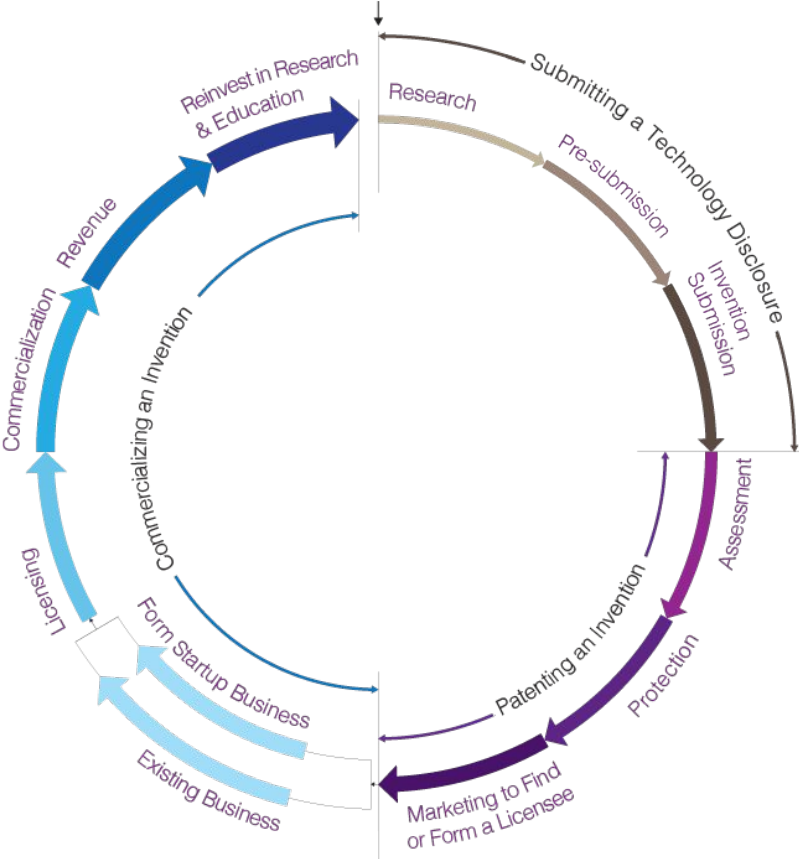 Submitting a Technology Disclosure
Research
Pre-submission
Invention
Submission
Assessment
Patenting an Invention
Protection
Marketing to Find
or Form a Licensee
Form Startup Business
Existing Business
Commercializing an Invention
Licensing
Commercialization
Revenue
Reinvest in Research
& Education